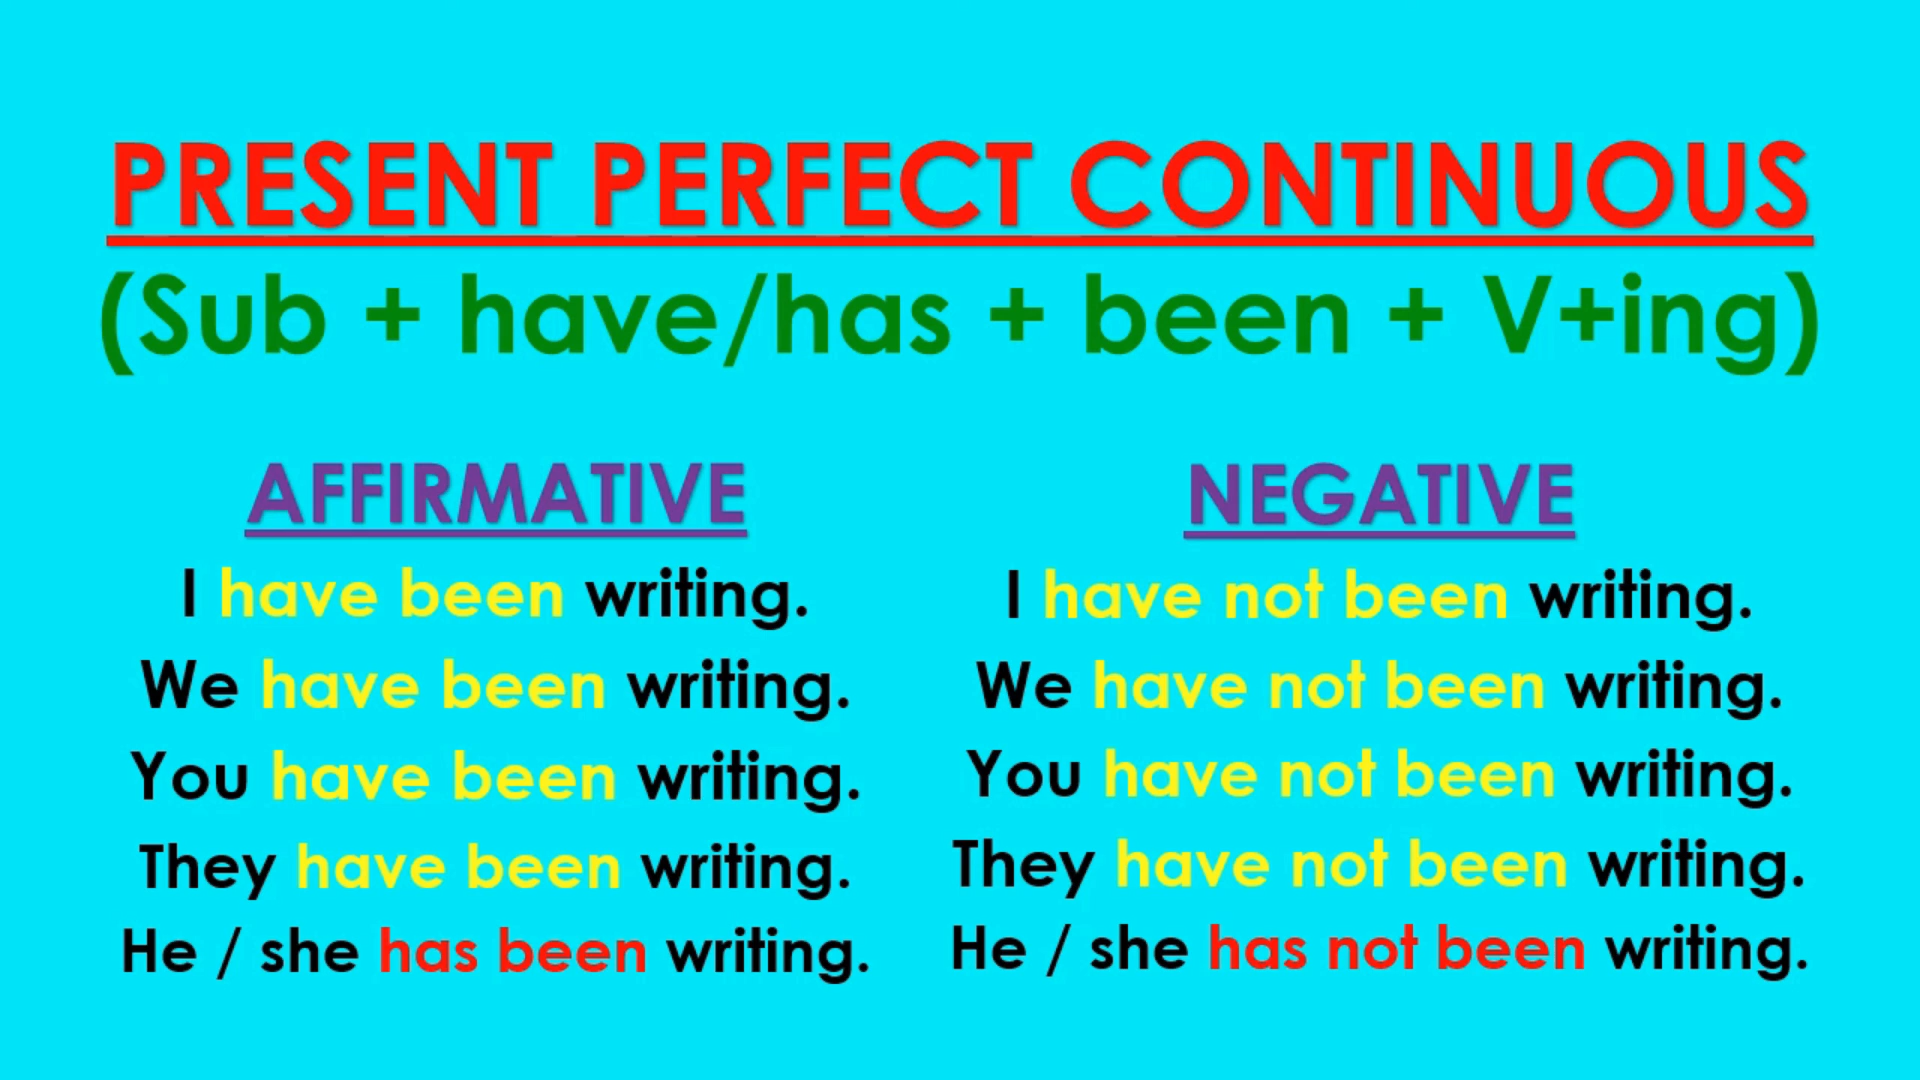 PRESENT PERFECT CONTINUOUS
(Sub + have/has + been + V+ing)
AFFIRMATIVE
I have been writing.
We have been writing.
You have been writing.
They have been writing.
He / she has been writing.
NEGATIVE
I have not been writing.
We have not been writing.
You have not been writing.
They have not been writing.
He / she has not been writing.